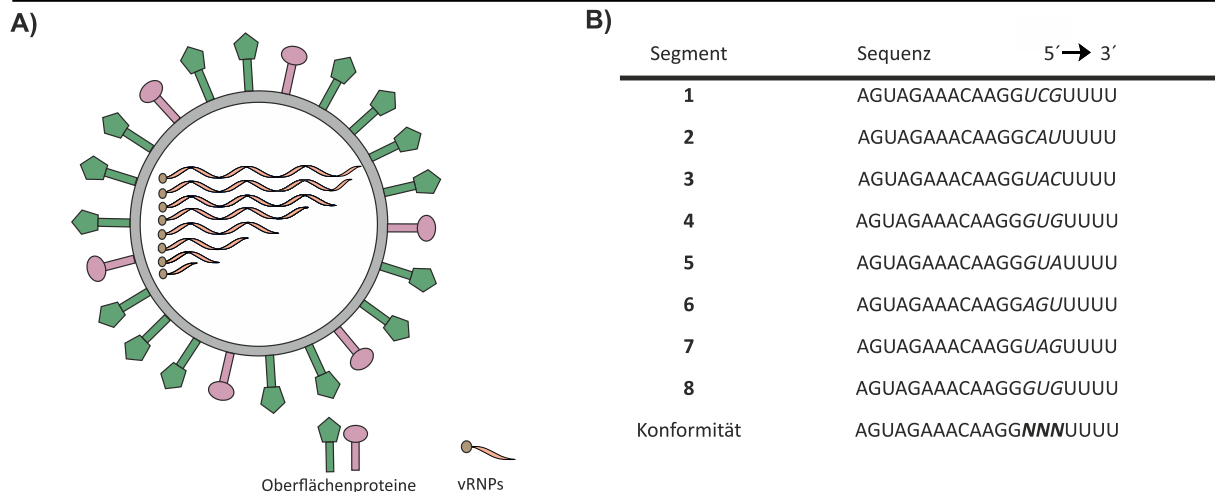 A)
Oberflächenproteine vRNPs
B)
Segment Sequenz 5´ → 3´
1 AGUAGAAACAAGGUCGUUUU
2 AGUAGAAACAAGGCAUUUUU
3 AGUAGAAACAAGGUACUUUU
4 AGUAGAAACAAGGGUGUUUU
5 AGUAGAAACAAGGGUAUUUU
6 AGUAGAAACAAGGAGUUUUU
7 AGUAGAAACAAGGUAGUUUU
8 AGUAGAAACAAGGGUGUUUU
Konformität AGUAGAAACAAGGNNNUUUU